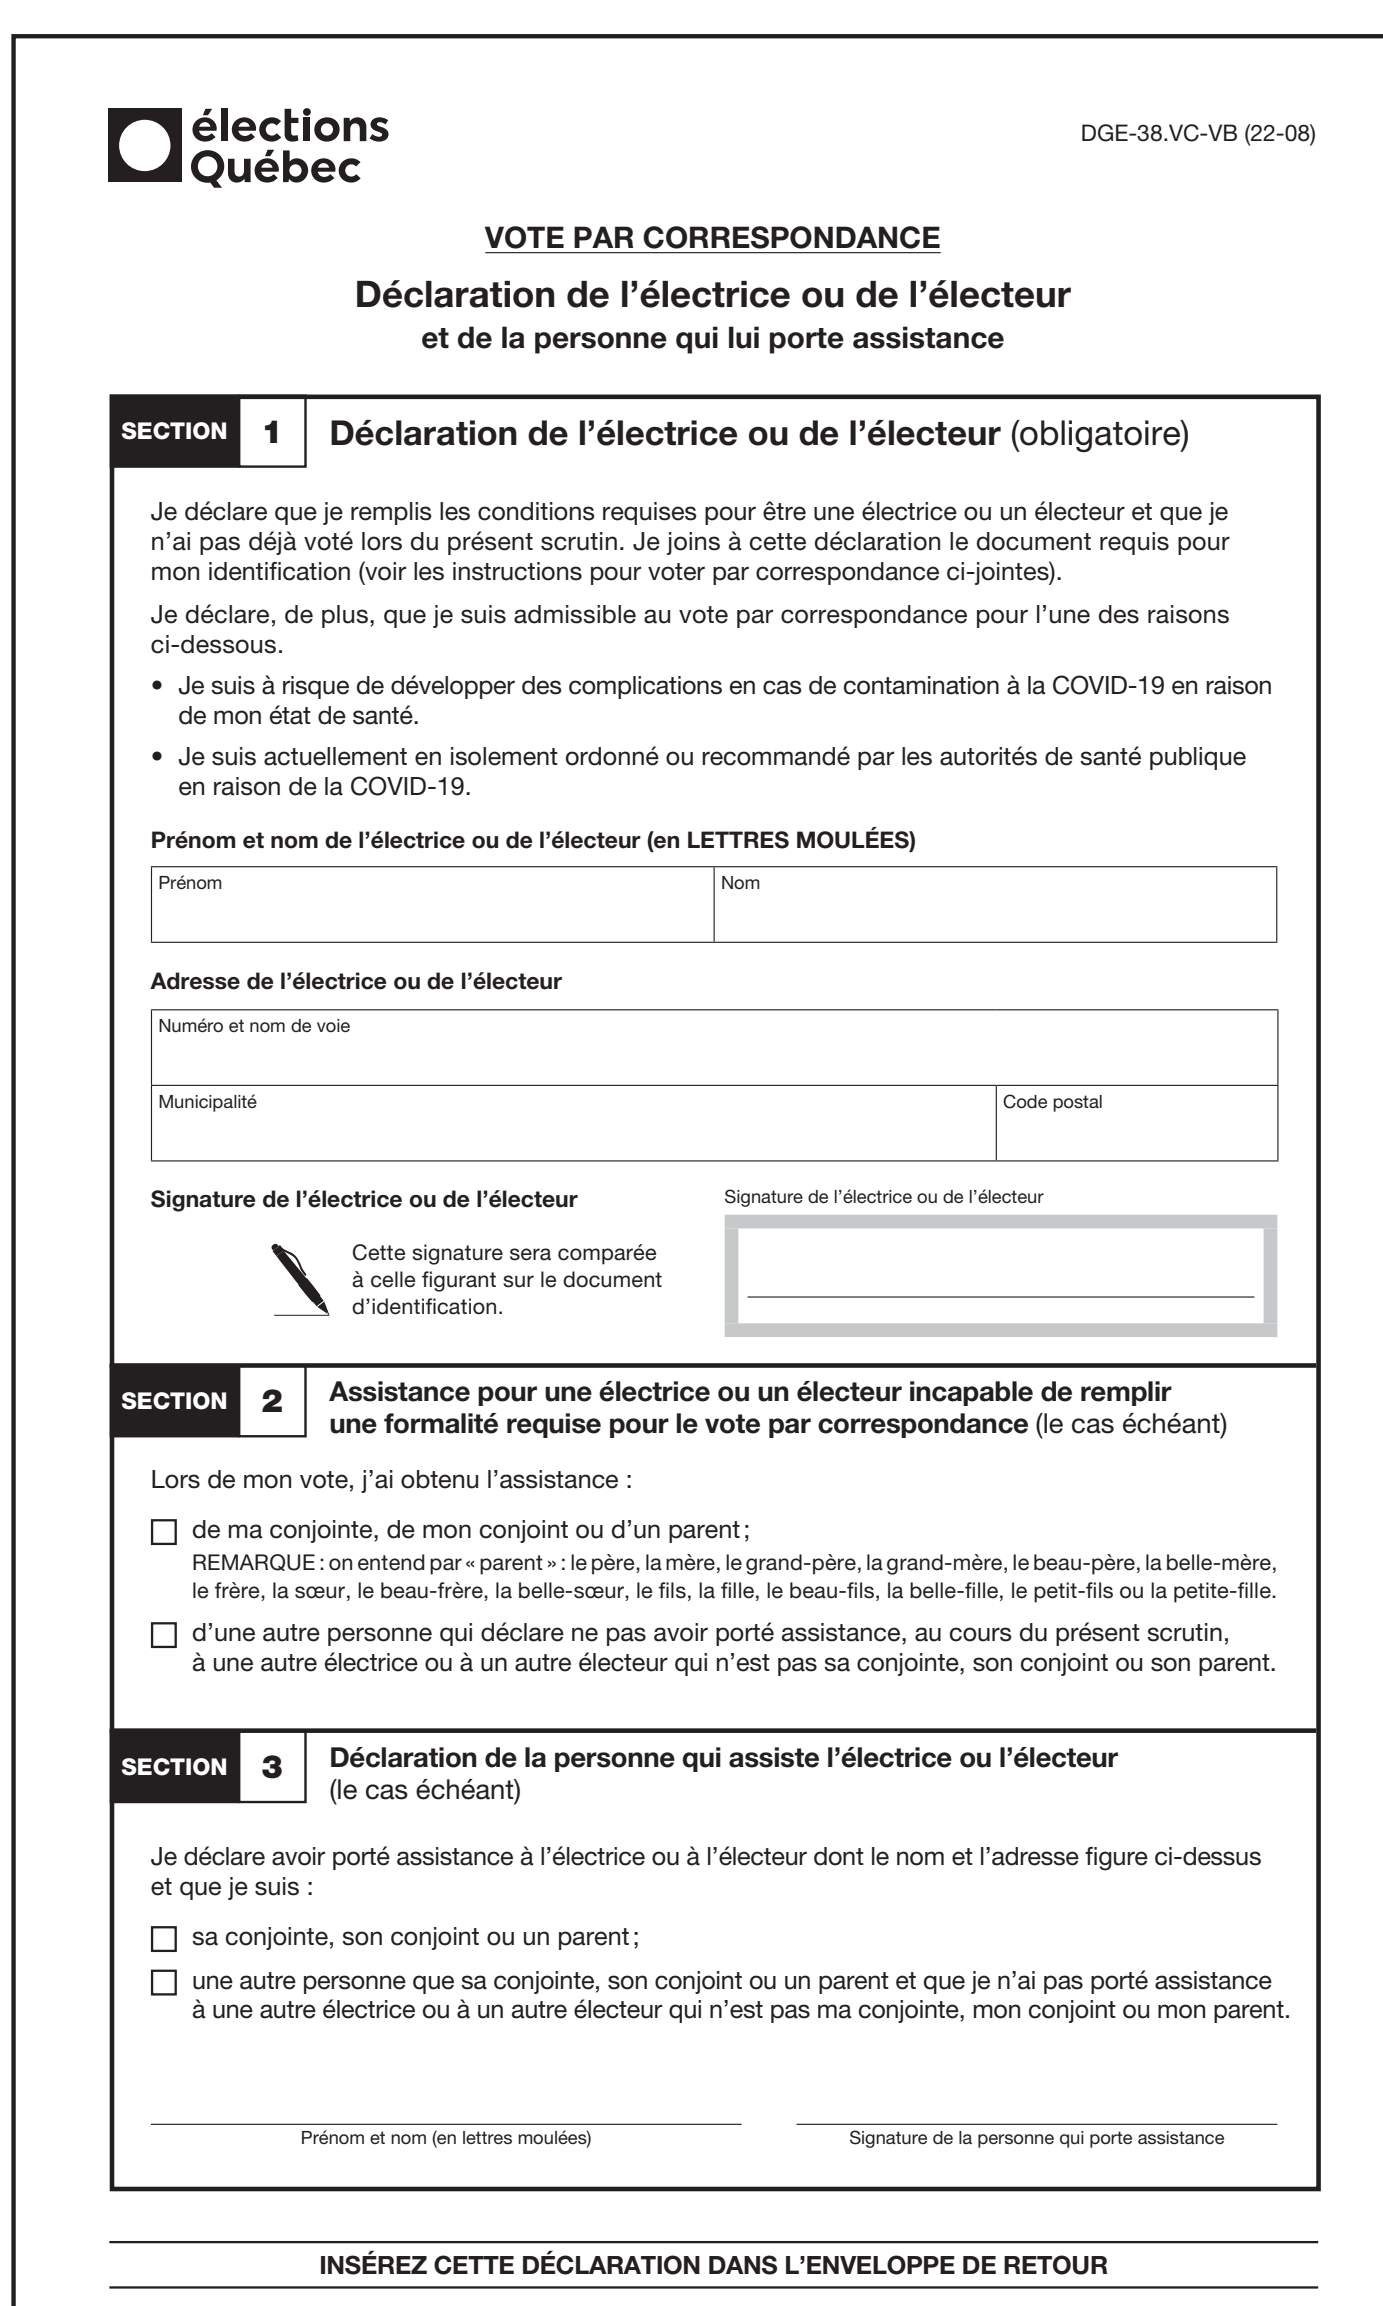 élections
Québec
DGE-38.VC-VB (22-08)
VOTE PAR CORRESPONDANCE
Déclaration de l’électrice ou de l’électeur
et de la personne qui lui porte assistance
SECTION 1 Déclaration de l’électrice ou de l’électeur (obligatoire)
Je déclare que je remplis les conditions requises pour être une électrice ou un électeur et que je
n’ai pas déjà voté lors du présent scrutin. Je joins à cette déclaration le document requis pour
mon identification (voir les instructions pour voter par correspondance ci-jointes).
Je déclare, de plus, que je suis admissible au vote par correspondance pour l’une des raisons
ci-dessous.
• Je suis à risque de développer des complications en cas de contamination à la COVID-19 en raison
de mon état de santé.
• Je suis actuellement en isolement ordonné ou recommandé par les autorités de santé publique
en raison de la COVID-19.
Prénom et nom de l’électrice ou de l’électeur (en LETTRES MOULÉES)
Prénom Nom
Adresse de l’électrice ou de l’électeur
Numéro et nom de voie
Municipalité Code postal
Signature de l’électrice ou de l’électeur
Cette signature sera comparée
à celle figurant sur le document
d’identification.
Signature de l’électrice ou de l’électeur
SECTION 2 Assistance pour une électrice ou un électeur incapable de remplir
une formalité requise pour le vote par correspondance (le cas échéant)
Lors de mon vote, j’ai obtenu l’assistance :
de ma conjointe, de mon conjoint ou d’un parent ;
REMARQUE : on entend par « parent » : le père, la mère, le grand-père, la grand-mère, le beau-père, la belle-mère,
le frère, la sœur, le beau-frère, la belle-sœur, le fils, la fille, le beau-fils, la belle-fille, le petit-fils ou la petite-fille.
d’une autre personne qui déclare ne pas avoir porté assistance, au cours du présent scrutin,
à une autre électrice ou à un autre électeur qui n’est pas sa conjointe, son conjoint ou son parent.
SECTION 3 Déclaration de la personne qui assiste l’électrice ou l’électeur
(le cas échéant)
Je déclare avoir porté assistance à l’électrice ou à l’électeur dont le nom et l’adresse figure ci-dessus
et que je suis :
sa conjointe, son conjoint ou un parent ;
une autre personne que sa conjointe, son conjoint ou un parent et que je n’ai pas porté assistance
à une autre électrice ou à un autre électeur qui n’est pas ma conjointe, mon conjoint ou mon parent.
Prénom et nom (en lettres moulées) Signature de la personne qui porte assistance
INSÉREZ CETTE DÉCLARATION DANS L’ENVELOPPE DE RETOUR